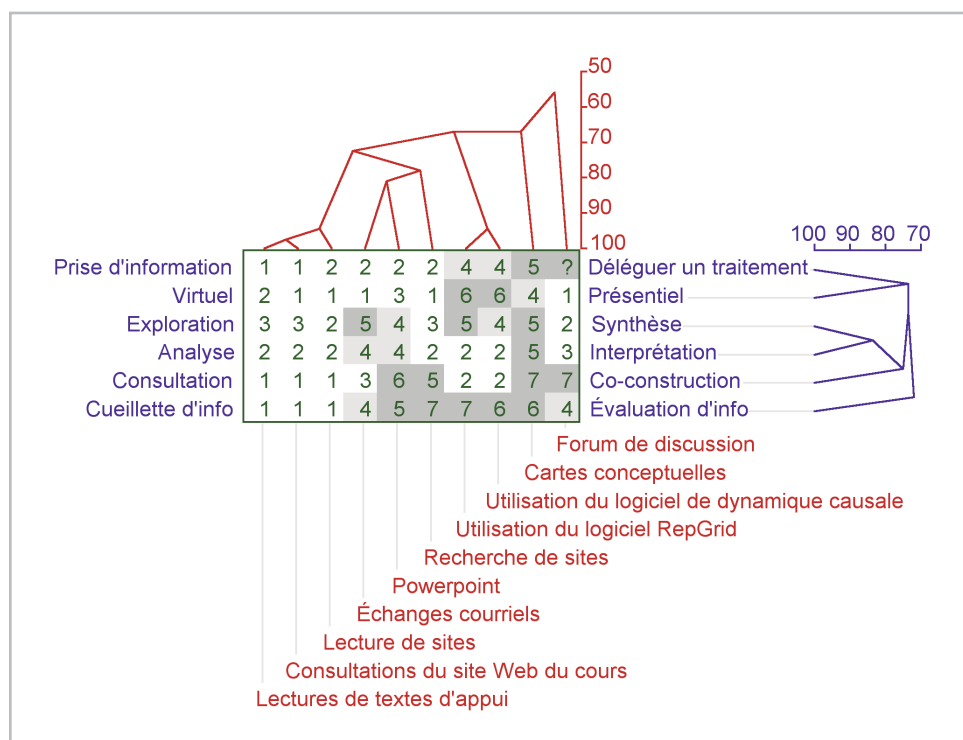 50
60
70
80
90
100
100 90 80 70
Prise d'information 1 1 2 2 2 2 4 4 5 ? Déléguer un traitement
Virtuel 2 1 1 1 3 1 6 6 4 1 Présentiel
Exploration 3 3 2 5 4 3 5 4 5 2 Synthèse
Analyse 2 2 2 4 4 2 2 2 5 3 Interprétation
Consultation 1 1 1 3 6 5 2 2 7 7 Co-construction
Cueillette d'info 1 1 1 4 5 7 7 6 6 4 Évaluation d'info
Forum de discussion
Cartes conceptuelles
Utilisation du logiciel de dynamique causale
Utilisation du logiciel RepGrid
Recherche de sites
Powerpoint
Échanges courriels
Lecture de sites
Consultations du site Web du cours
Lectures de textes d'appui